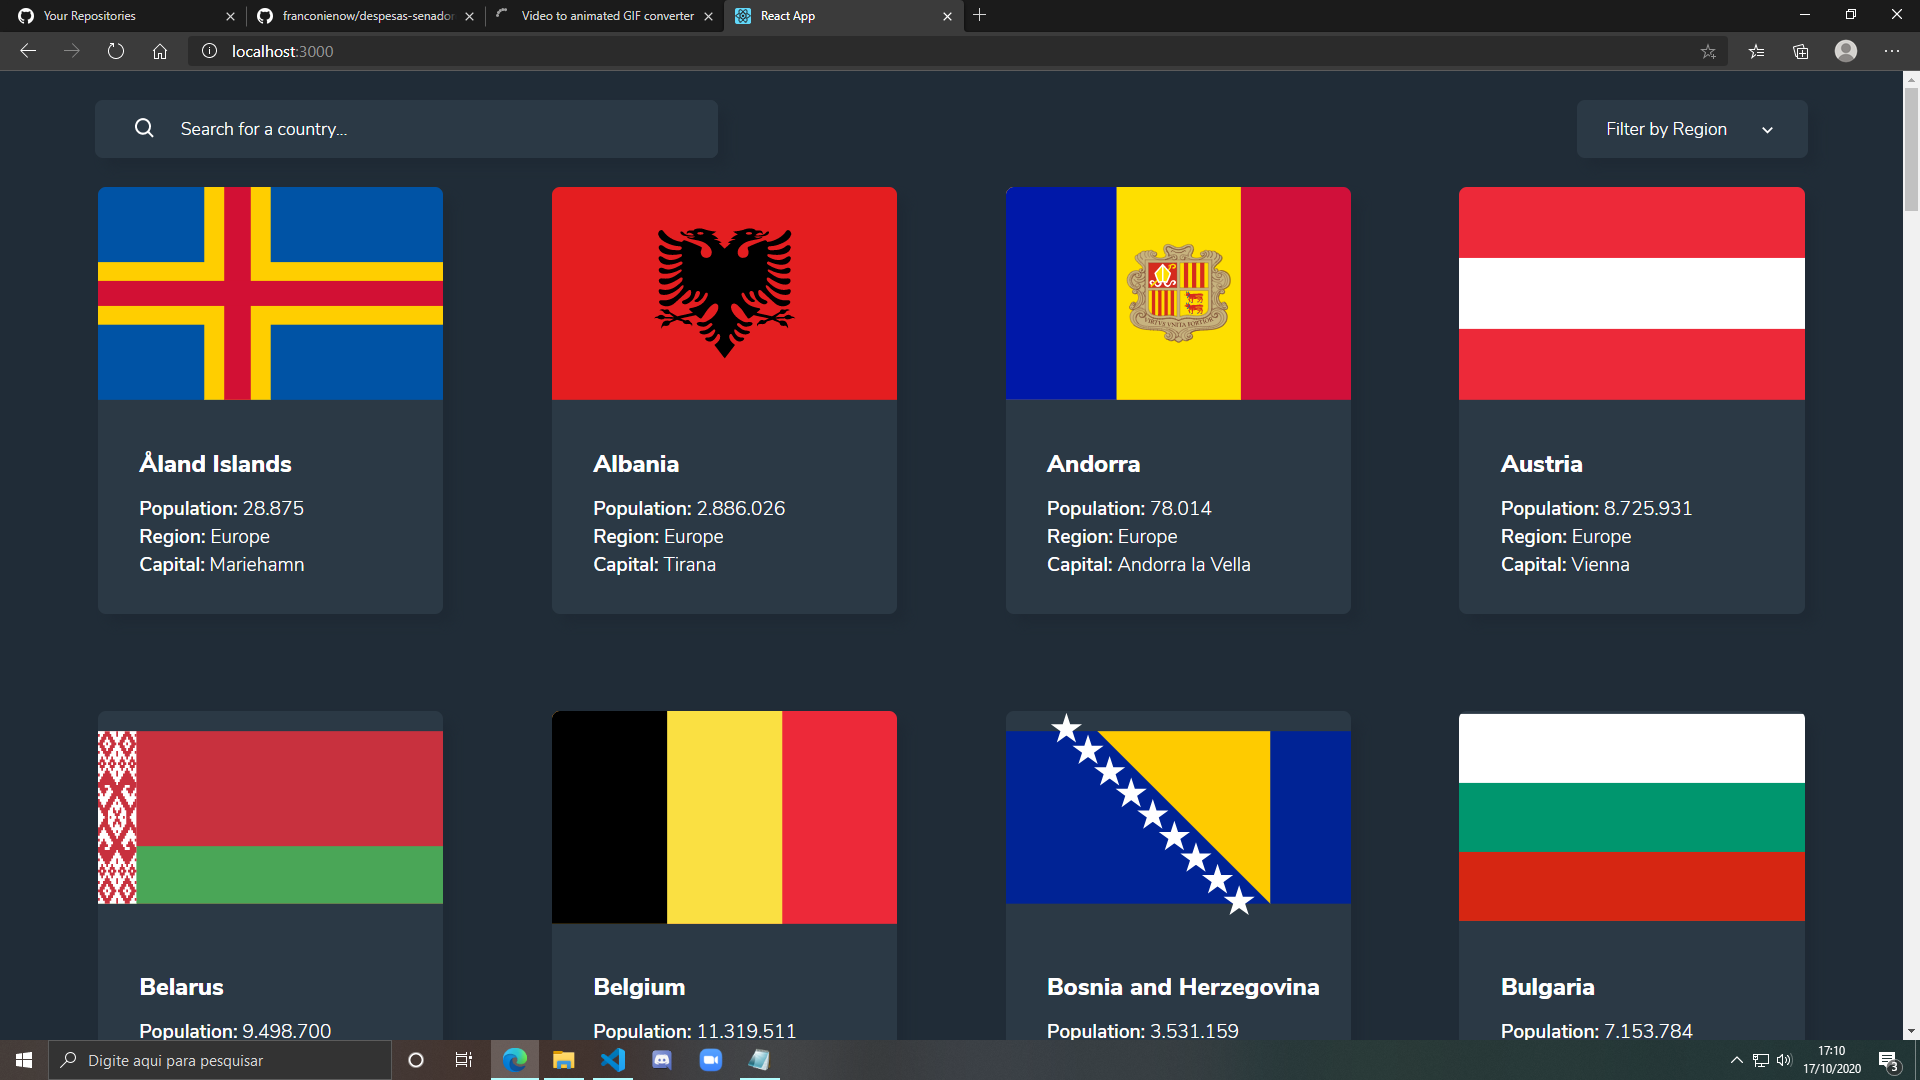 Your Repositories
franconienow/despesas-senador
Video to animated GIF converter
React App
localhost:3000
Search for a country...
Filter by Region
VIRTVS VNITA FORTIOR
Åland Islands
Population: 28.875
Region: Europe
Capital: Mariehamn
Albania
Population: 2.886.026
Region: Europe
Capital: Tirana
Andorra
Population: 78.014
Region: Europe
Capital: Andorra la Vella
Austria
Population: 8.725.931
Region: Europe
Capital: Vienna
Belarus
Population: 9.498.700
Belgium
Population: 11.319.511
Bosnia and Herzegovina
Population: 3.531.159
Bulgaria
Population: 7.153.784
Digite aqui para pesquisar
17:10
17/10/2020
3